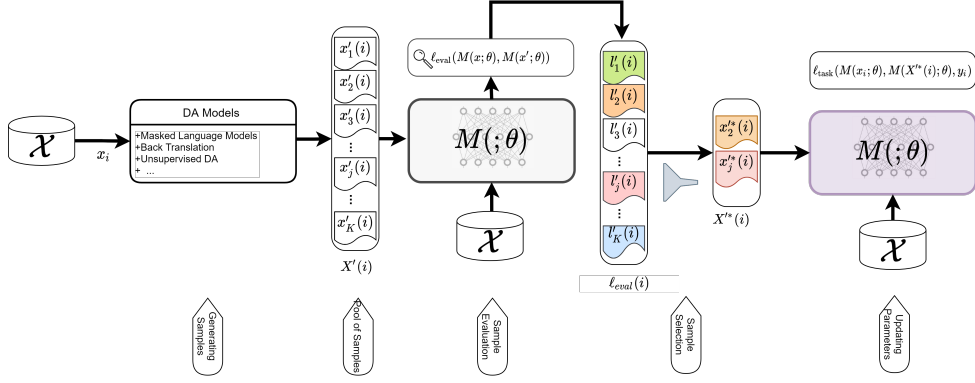 𝒳
x_i
DA Models
+Masked Language Models
+Back Translation
+Unsupervised DA
+ ...
x′_1(i)
x′_2(i)
x′_3(i)
⋮
x′_j(i)
⋮
x′_K(i)
X′(i)
ℓ_eval(M(x; θ), M(x′; θ))
M(; θ)
𝒳
l′_1(i)
l′_2(i)
l′_3(i)
⋮
l′_j(i)
⋮
l′_K(i)
ℓ_eval(i)
x′*_2(i)
x′*_j(i)
X′*(i)
ℓ_task(M(x_i; θ), M(X′*(i); θ), y_i)
M(; θ)
𝒳
Generating
Samples
Pool of Samples
Sample
Evaluation
Sample
Selection
Updating
Parameters